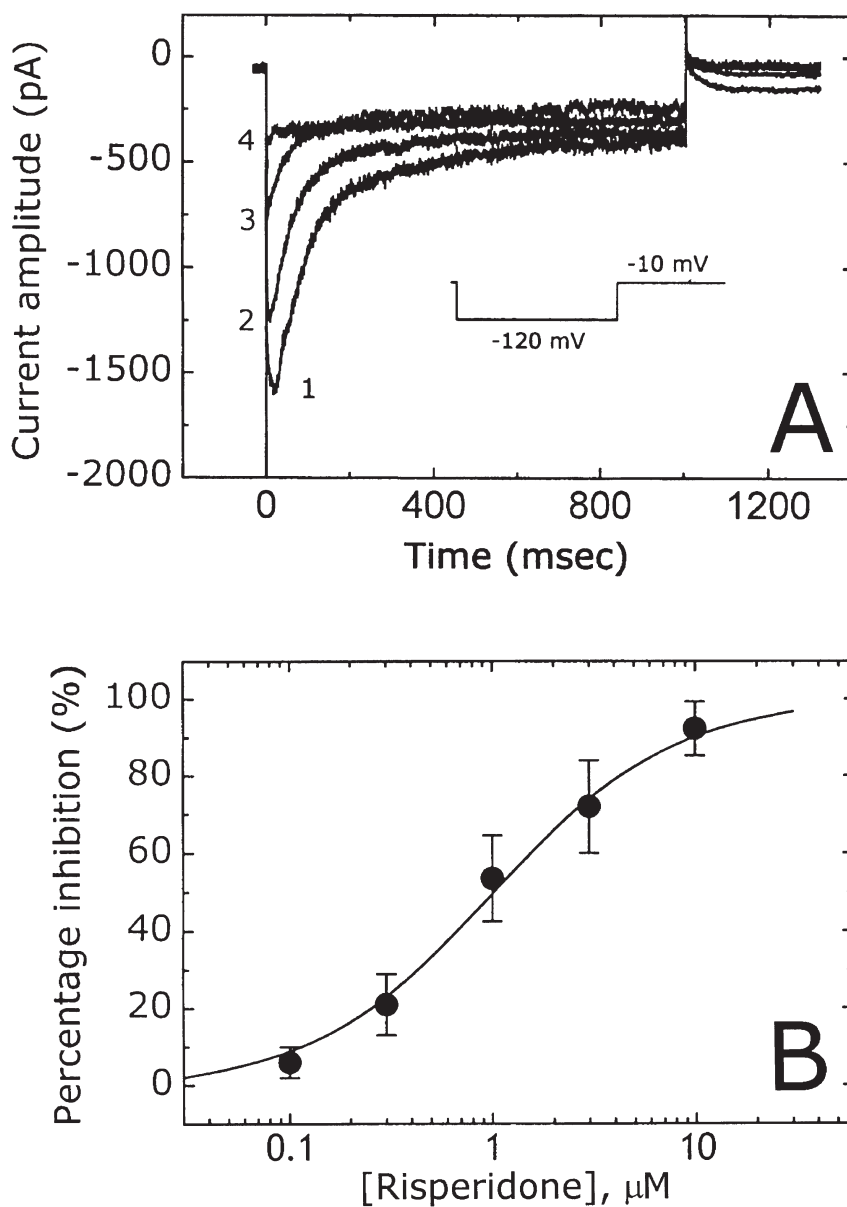 Current amplitude (pA)
0
-500
-1000
-1500
-2000
4
3
2
1
-10 mV
-120 mV
A
0
400
800
1200
Time (msec)
Percentage inhibition (%)
100
80
60
40
20
0
B
0.1
1
10
[Risperidone], μM